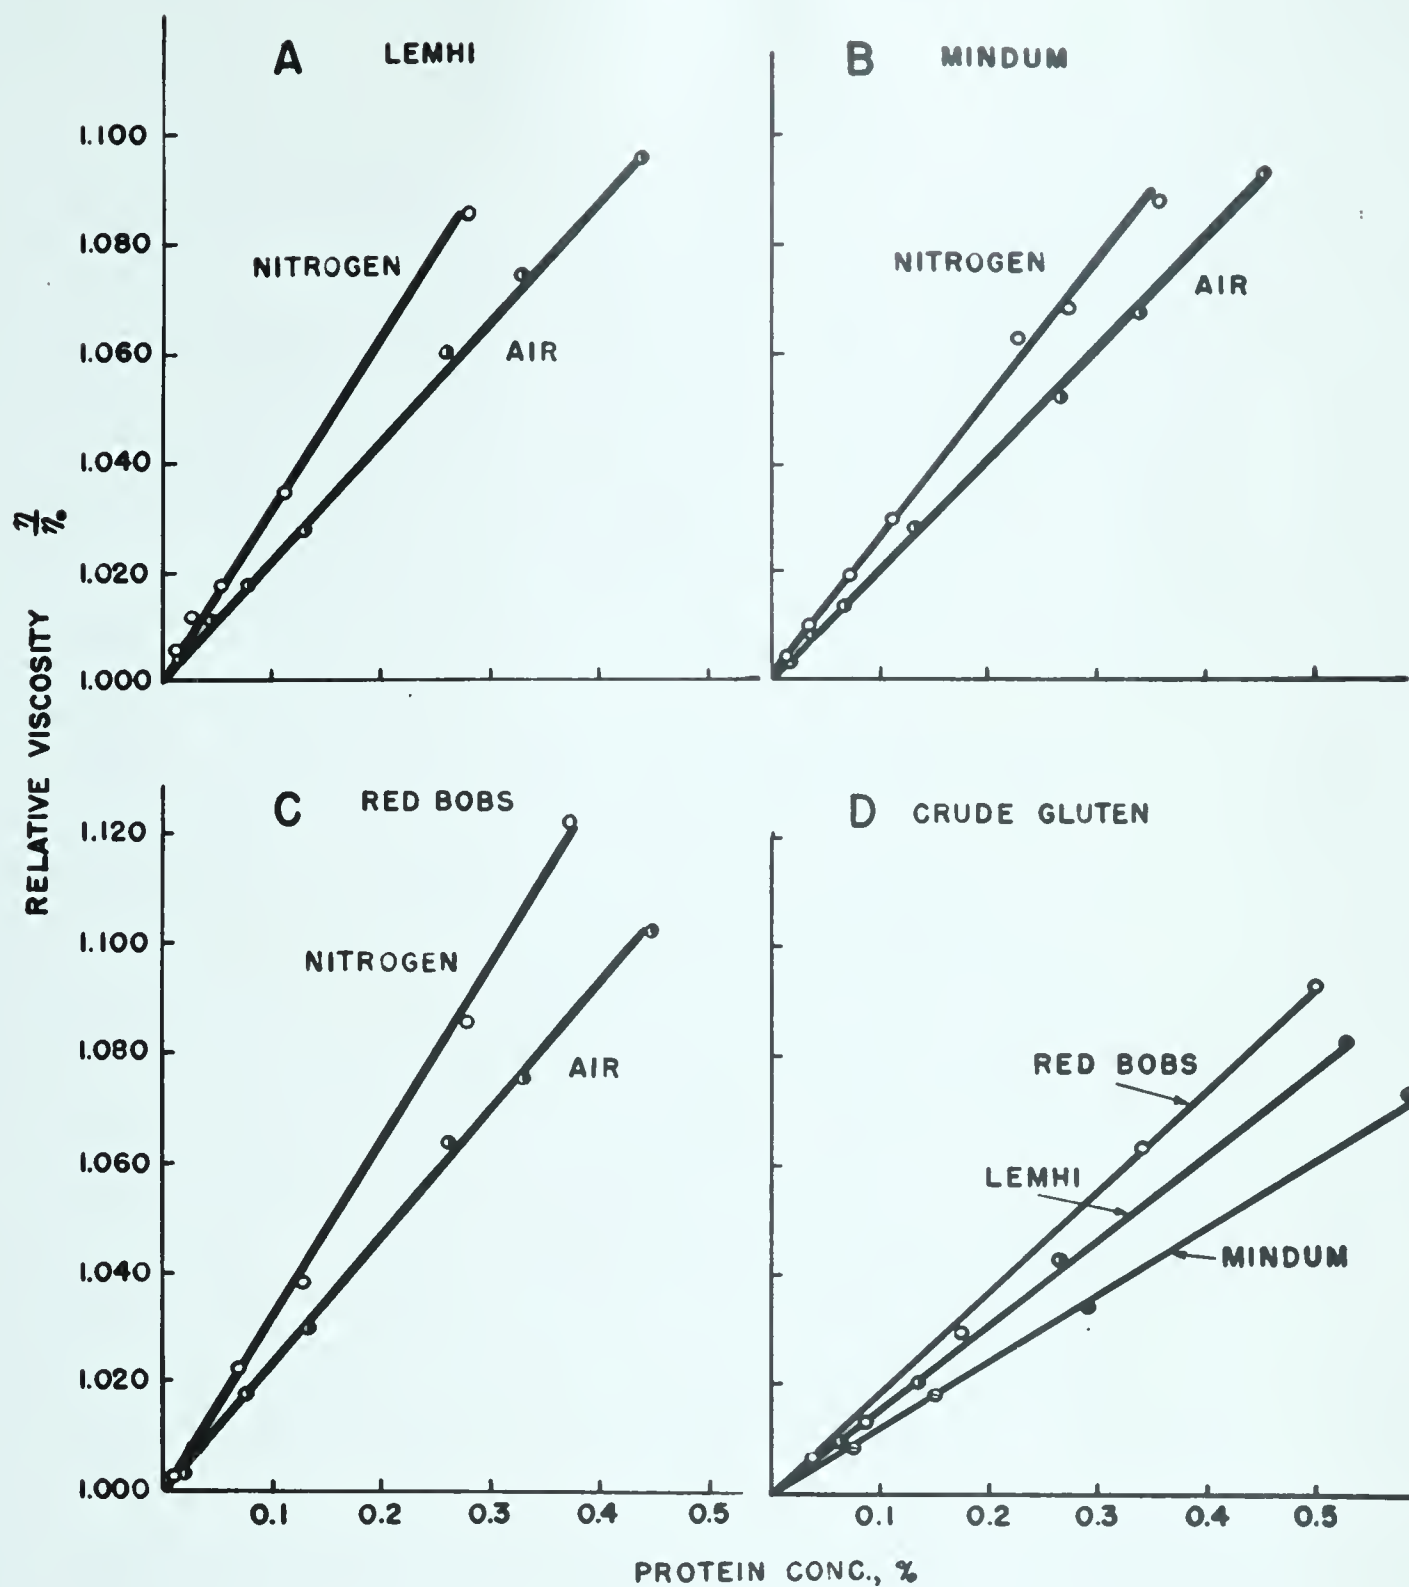 A LEMHI
B MINDUM
1.100
1.080
1.060
1.040
1.020
1.000
NITROGEN
AIR
NITROGEN
AIR
RELATIVE VISCOSITY η/η₀
C RED BOBS
D CRUDE GLUTEN
1.120
1.100
1.080
1.060
1.040
1.020
1.000
NITROGEN
AIR
RED BOBS
LEMHI
MINDUM
0.1 0.2 0.3 0.4 0.5
0.1 0.2 0.3 0.4 0.5
PROTEIN CONC., %